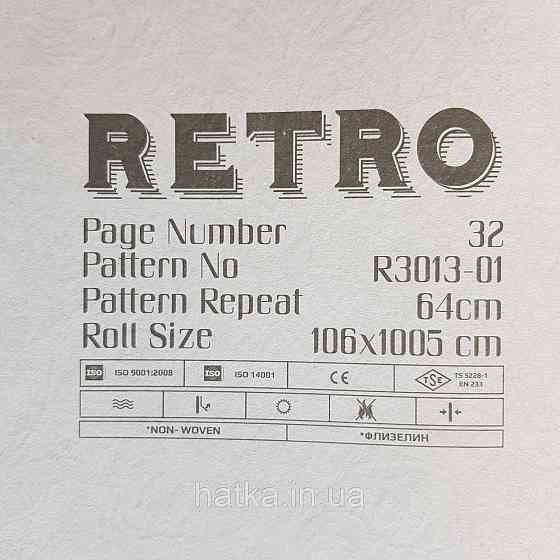 RETRO
Page Number 32
Pattern No R3013-01
Pattern Repeat 64cm
Roll Size 106x1005 cm
ISO ISO 9001:2008 ISO ISO 14001 CE TSE TS 5228-1
EN 233
*NON- WOVEN *ФЛИЗЕЛИН
hatka.in.ua